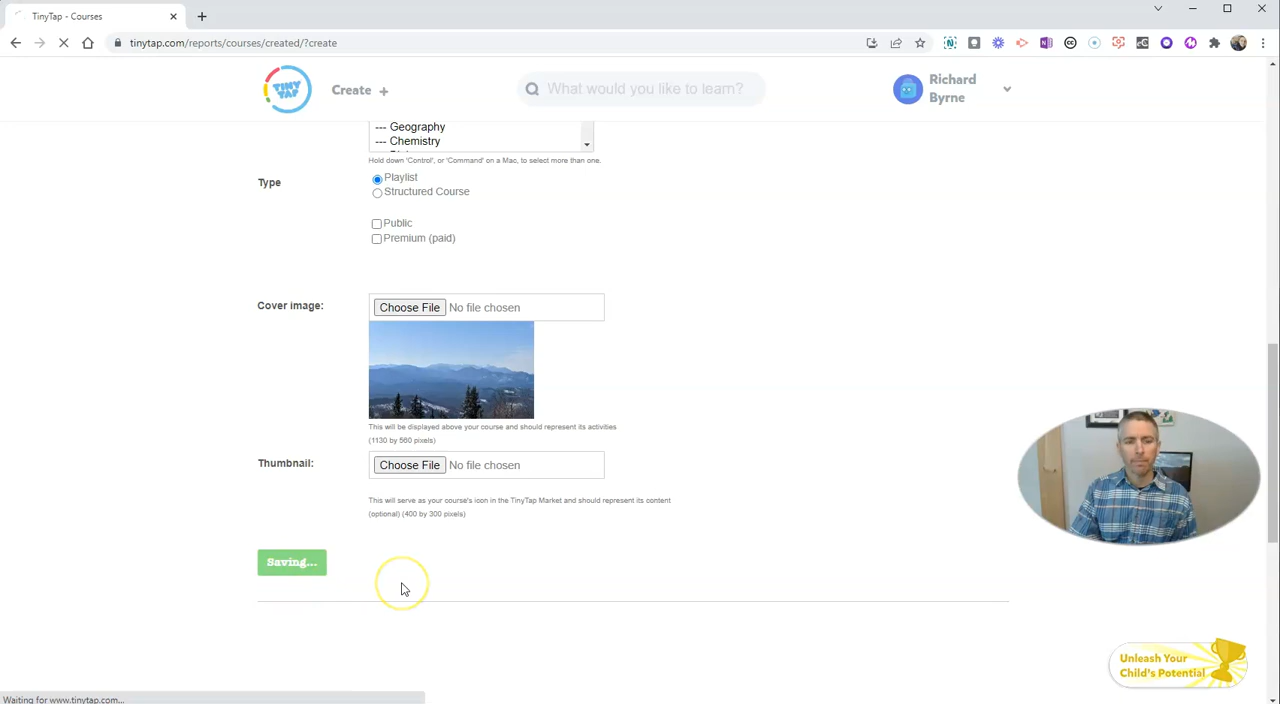 TinyTap - Courses
tinytap.com/reports/courses/created/?create
TINY TAP
Create +
What would you like to learn?
Richard Byrne
--- Geography
--- Chemistry
Hold down 'Control', or 'Command' on a Mac, to select more than one.
Type
Playlist
Structured Course
Public
Premium (paid)
Cover image:
Choose File No file chosen
This will be displayed above your course and should represent its activities
(1130 by 560 pixels)
Thumbnail:
Choose File No file chosen
This will serve as your course's icon in the TinyTap Market and should represent its content
(optional) (400 by 300 pixels)
Saving...
Unleash Your
Child's Potential
Waiting for www.tinytap.com...